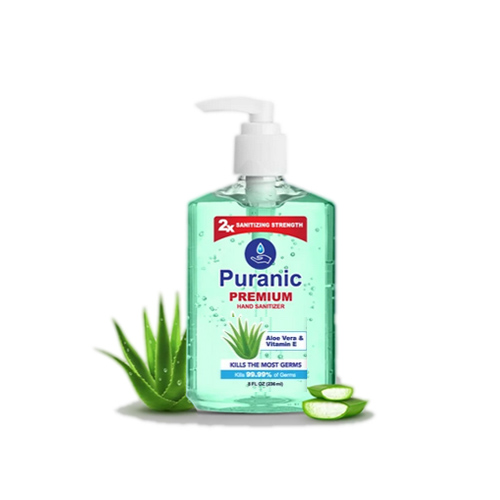 2x SANITIZING STRENGTH
Puranic
PREMIUM
HAND SANITIZER
Aloe Vera &
Vitamin E
KILLS THE MOST GERMS
Kills 99.99% of Germs
8 FL OZ (236 ml)